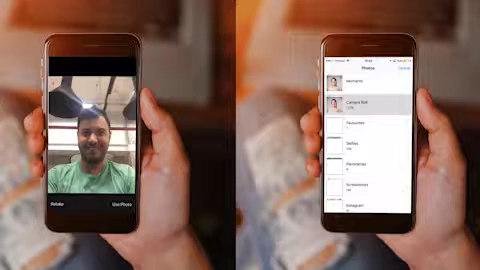 Retake
Use Photo
Photos
Cancel
Moments
Camera Roll
Favourites
Selfies
Panoramas
Screenshots
Instagram